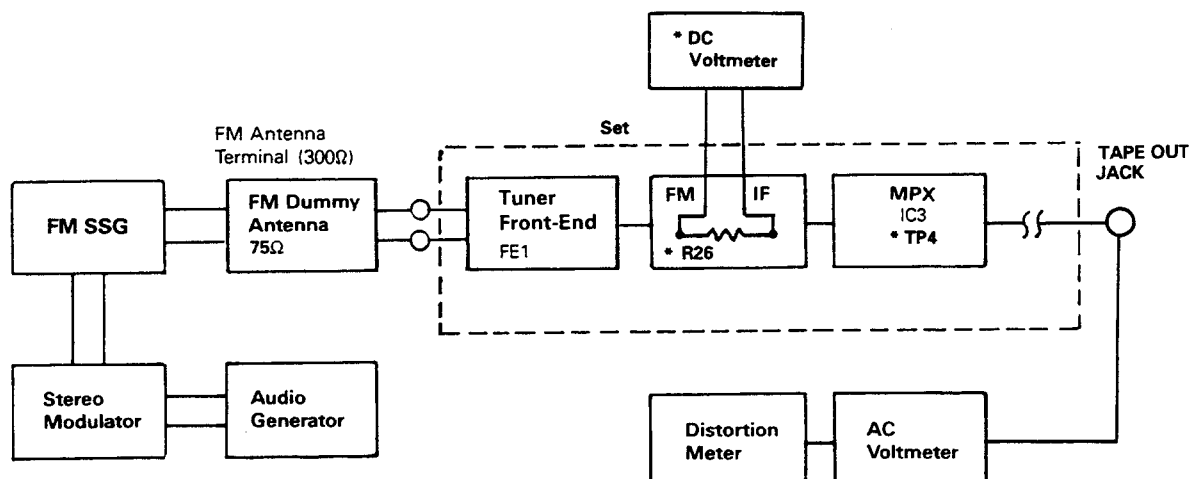 * DC
Voltmeter
FM Antenna
Terminal (300Ω)
Set
TAPE OUT
JACK
FM SSG
FM Dummy
Antenna
75Ω
Tuner
Front-End
FE1
FM IF
* R26
MPX
IC3
* TP4
Stereo
Modulator
Audio
Generator
Distortion
Meter
AC
Voltmeter